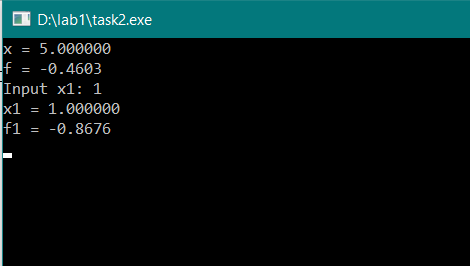 D:\lab1\task2.exe
x = 5.000000
f = -0.4603
Input x1: 1
x1 = 1.000000
f1 = -0.8676